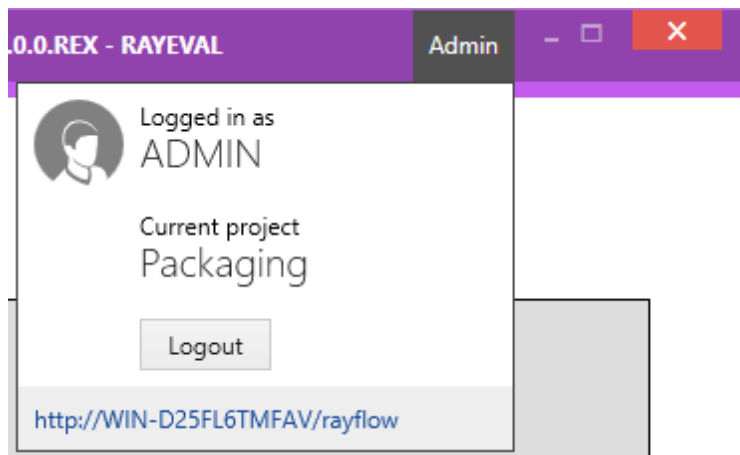 .0.0.REX - RAYEVAL Admin
Logged in as
ADMIN
Current project
Packaging
Logout
http://WIN-D25FL6TMFAV/rayflow